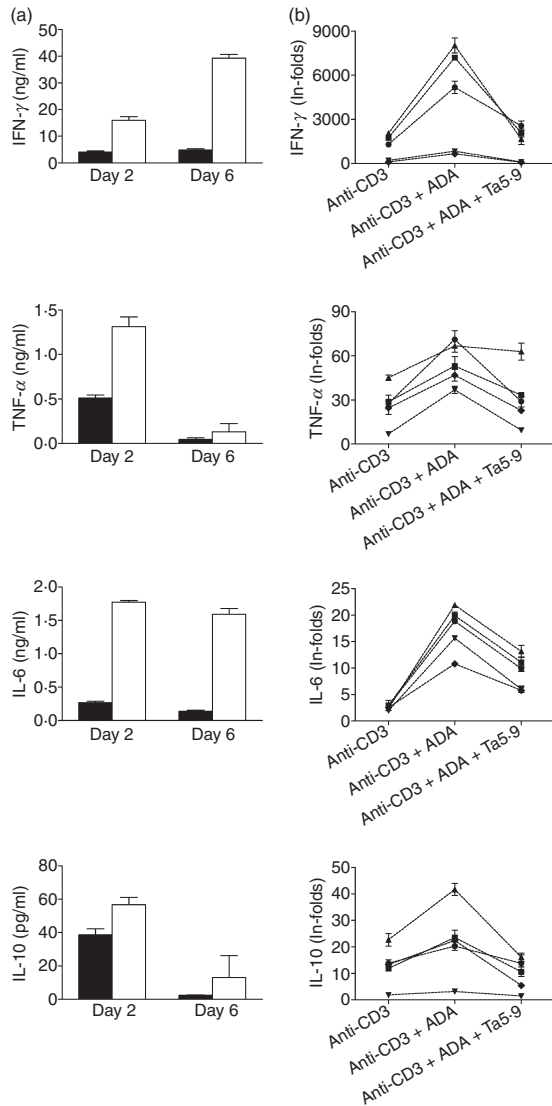 (a)
IFN-γ (ng/ml)
50
40
30
20
10
0
Day 2 Day 6
(b)
IFN-γ (In-folds)
9000
6000
3000
0
Anti-CD3
Anti-CD3 + ADA
Anti-CD3 + ADA + Ta5·9
TNF-α (ng/ml)
1·5
1·0
0.5
0.0
Day 2 Day 6
TNF-α (In-folds)
90
60
30
0
Anti-CD3
Anti-CD3 + ADA
Anti-CD3 + ADA + Ta5·9
IL-6 (ng/ml)
2·0
1·5
1·0
0·5
0·0
Day 2 Day 6
IL-6 (In-folds)
25
20
15
10
5
0
Anti-CD3
Anti-CD3 + ADA
Anti-CD3 + ADA + Ta5·9
IL-10 (pg/ml)
80
60
40
20
0
Day 2 Day 6
IL-10 (In-folds)
50
40
30
20
10
0
Anti-CD3
Anti-CD3 + ADA
Anti-CD3 + ADA + Ta5·9